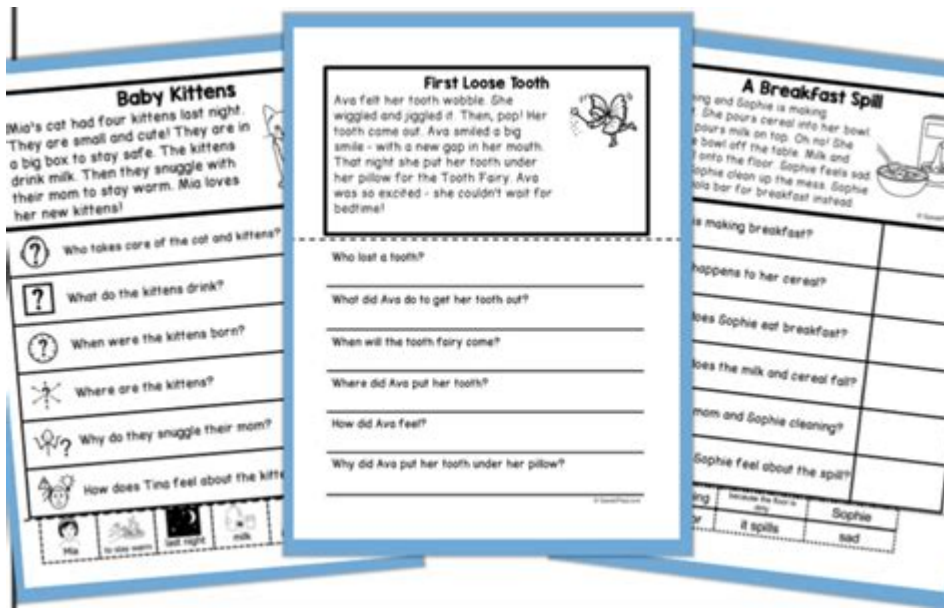 Baby Kittens
Mia's cat had four kittens last night.
They are small and cute! They are in
a big box to stay safe. The kittens
drink milk. Then they snuggle with
their mom to stay warm. Mia loves
her new kittens!
Who takes care of the cat and kittens?
What do the kittens drink?
When were the kittens born?
Where are the kittens?
Why do they snuggle their mom?
How does Tina feel about the kitte
Mia
to stay warm
last night
milk
First Loose Tooth
Ava felt her tooth wobble. She
wiggled and jiggled it. Then, pop! Her
tooth came out. Ava smiled a big
smile - with a new gap in her mouth.
That night she put her tooth under
her pillow for the Tooth Fairy. Ava
was so excited - she couldn't wait for
bedtime!
Who lost a tooth?
What did Ava do to get her tooth out?
When will the tooth fairy come?
Where did Ava put her tooth?
How did Ava feel?
Why did Ava put her tooth under her pillow?
A Breakfast Spill
ing and Sophie is making
. She pours cereal into her bowl.
pours milk on top. Oh no! She
e bowl off the table. Milk and
l onto the floor. Sophie feels sad.
Sophie clean up the mess. Sophie
ola bar for breakfast instead.
is making breakfast?
happens to her cereal?
does Sophie eat breakfast?
does the milk and cereal fall?
mom and Sophie cleaning?
Sophie feel about the spill?
ing
because the floor is
Sophie
or
it spills
sad